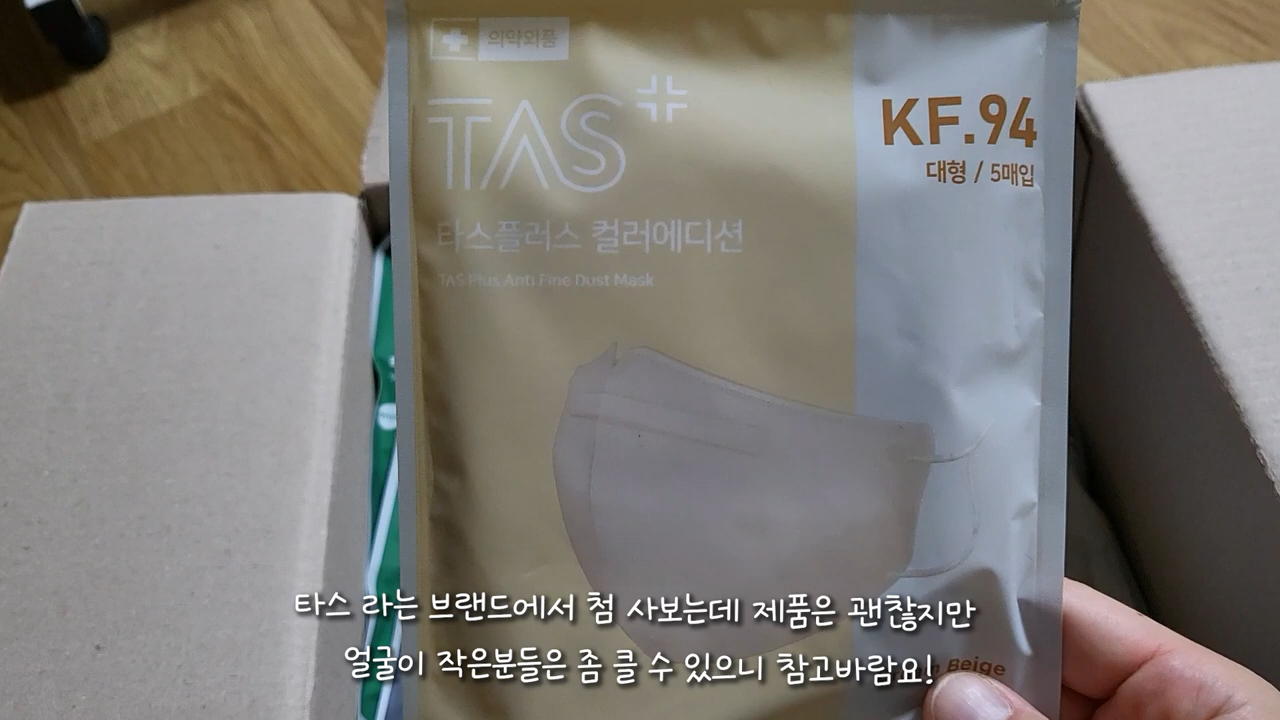 의약외품
TAS
KF.94
대형 / 5매입
타스플러스 컬러에디션
TAS Plus Anti Fine Dust Mask
타스 라는 브랜드에서 첨 사보는데 제품은 괜찮지만
얼굴이 작은분들은 좀 클 수 있으니 참고바람요!
Beige